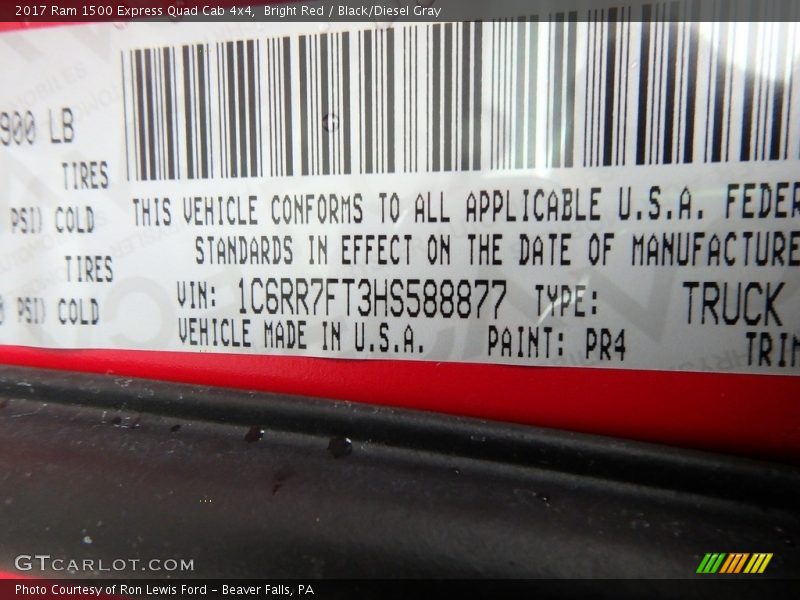 2017 Ram 1500 Express Quad Cab 4x4, Bright Red / Black/Diesel Gray
900 LB
TIRES
PSI) COLD
TIRES
PSI) COLD
THIS VEHICLE CONFORMS TO ALL APPLICABLE U.S.A. FEDER
STANDARDS IN EFFECT ON THE DATE OF MANUFACTURE
VIN: 1C6RR7FT3HS588877 TYPE: TRUCK
VEHICLE MADE IN U.S.A. PAINT: PR4 TRIM
GTCARLOT.COM
Photo Courtesy of Ron Lewis Ford - Beaver Falls, PA